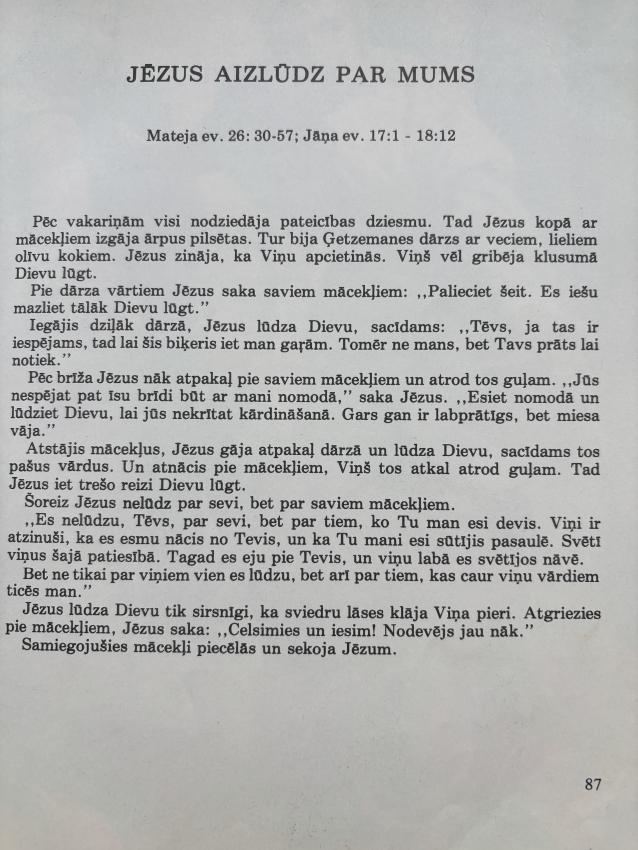 JĒZUS AIZLŪDZ PAR MUMS
Mateja ev. 26: 30-57; Jāņa ev. 17:1 - 18:12
Pēc vakariņām visi nodziedāja pateicības dziesmu. Tad Jēzus kopā ar
mācekļiem izgāja ārpus pilsētas. Tur bija Ģetzemanes dārzs ar veciem, lieliem
olīvu kokiem. Jēzus zināja, ka Viņu apcietinās. Viņš vēl gribēja klusumā
Dievu lūgt.
Pie dārza vārtiem Jēzus saka saviem mācekļiem: ,,Palieciet šeit. Es iešu
mazliet tālāk Dievu lūgt.”
Iegājis dziļāk dārzā, Jēzus lūdza Dievu, sacīdams: ,,Tēvs, ja tas ir
iespējams, tad lai šis biķeris iet man gaŗām. Tomēr ne mans, bet Tavs prāts lai
notiek.”
Pēc brīža Jēzus nāk atpakaļ pie saviem mācekļiem un atrod tos guļam. ,,Jūs
nespējat pat īsu brīdi būt ar mani nomodā,” saka Jēzus. ,,Esiet nomodā un
lūdziet Dievu, lai jūs nekrītat kārdināšanā. Gars gan ir labprātīgs, bet miesa
vāja.”
Atstājis mācekļus, Jēzus gāja atpakaļ dārzā un lūdza Dievu, sacīdams tos
pašus vārdus. Un atnācis pie mācekļiem, Viņš tos atkal atrod guļam. Tad
Jēzus iet trešo reizi Dievu lūgt.
Šoreiz Jēzus nelūdz par sevi, bet par saviem mācekļiem.
,,Es nelūdzu, Tēvs, par sevi, bet par tiem, ko Tu man esi devis. Viņi ir
atzinuši, ka es esmu nācis no Tevis, un ka Tu mani esi sūtījis pasaulē. Svētī
viņus šajā patiesībā. Tagad es eju pie Tevis, un viņu labā es svētījos nāvē.
Bet ne tikai par viņiem vien es lūdzu, bet arī par tiem, kas caur viņu vārdiem
ticēs man.”
Jēzus lūdza Dievu tik sirsnīgi, ka sviedru lāses klāja Viņa pieri. Atgriezies
pie mācekļiem, Jēzus saka: ,,Celsimies un iesim! Nodevējs jau nāk.”
Samiegojušies mācekļi piecēlās un sekoja Jēzum.
87